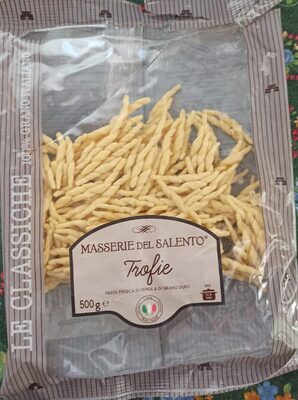 LE CLASSICHE
100% GRANO ITALIANO
MASSERIE DEL SALENTO®
Trofie
500g e
PASTA FRESCA DI SEMOLA DI GRANO DURO